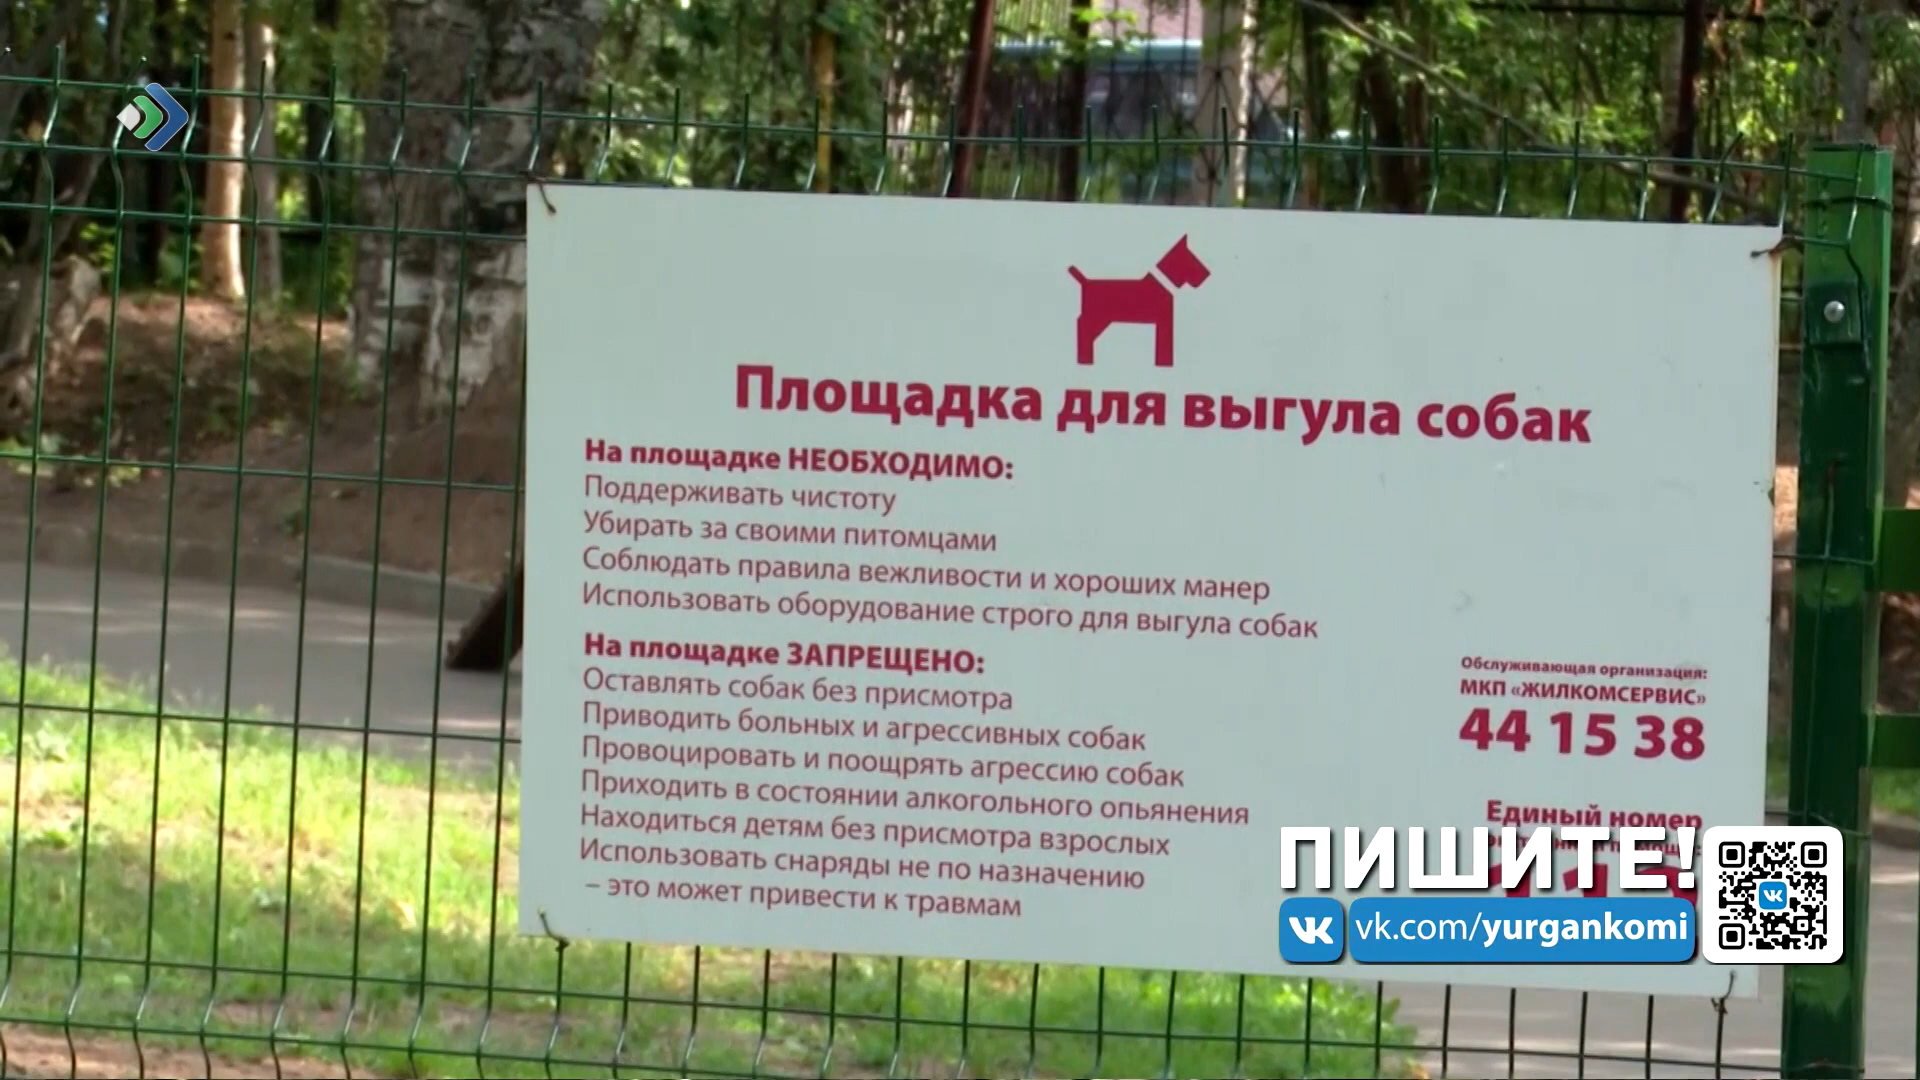 Площадка для выгула собак
На площадке НЕОБХОДИМО:
Поддерживать чистоту
Убирать за своими питомцами
Соблюдать правила вежливости и хороших манер
Использовать оборудование строго для выгула собак
На площадке ЗАПРЕЩЕНО:
Оставлять собак без присмотра
Приводить больных и агрессивных собак
Провоцировать и поощрять агрессию собак
Приходить в состоянии алкогольного опьянения
Находиться детям без присмотра взрослых
Использовать снаряды не по назначению
– это может привести к травмам
Обслуживающая организация:
МКП «ЖИЛКОМСЕРВИС»
44 15 38
Единый номер
ПИШИТЕ!
vk.com/yurgankomi